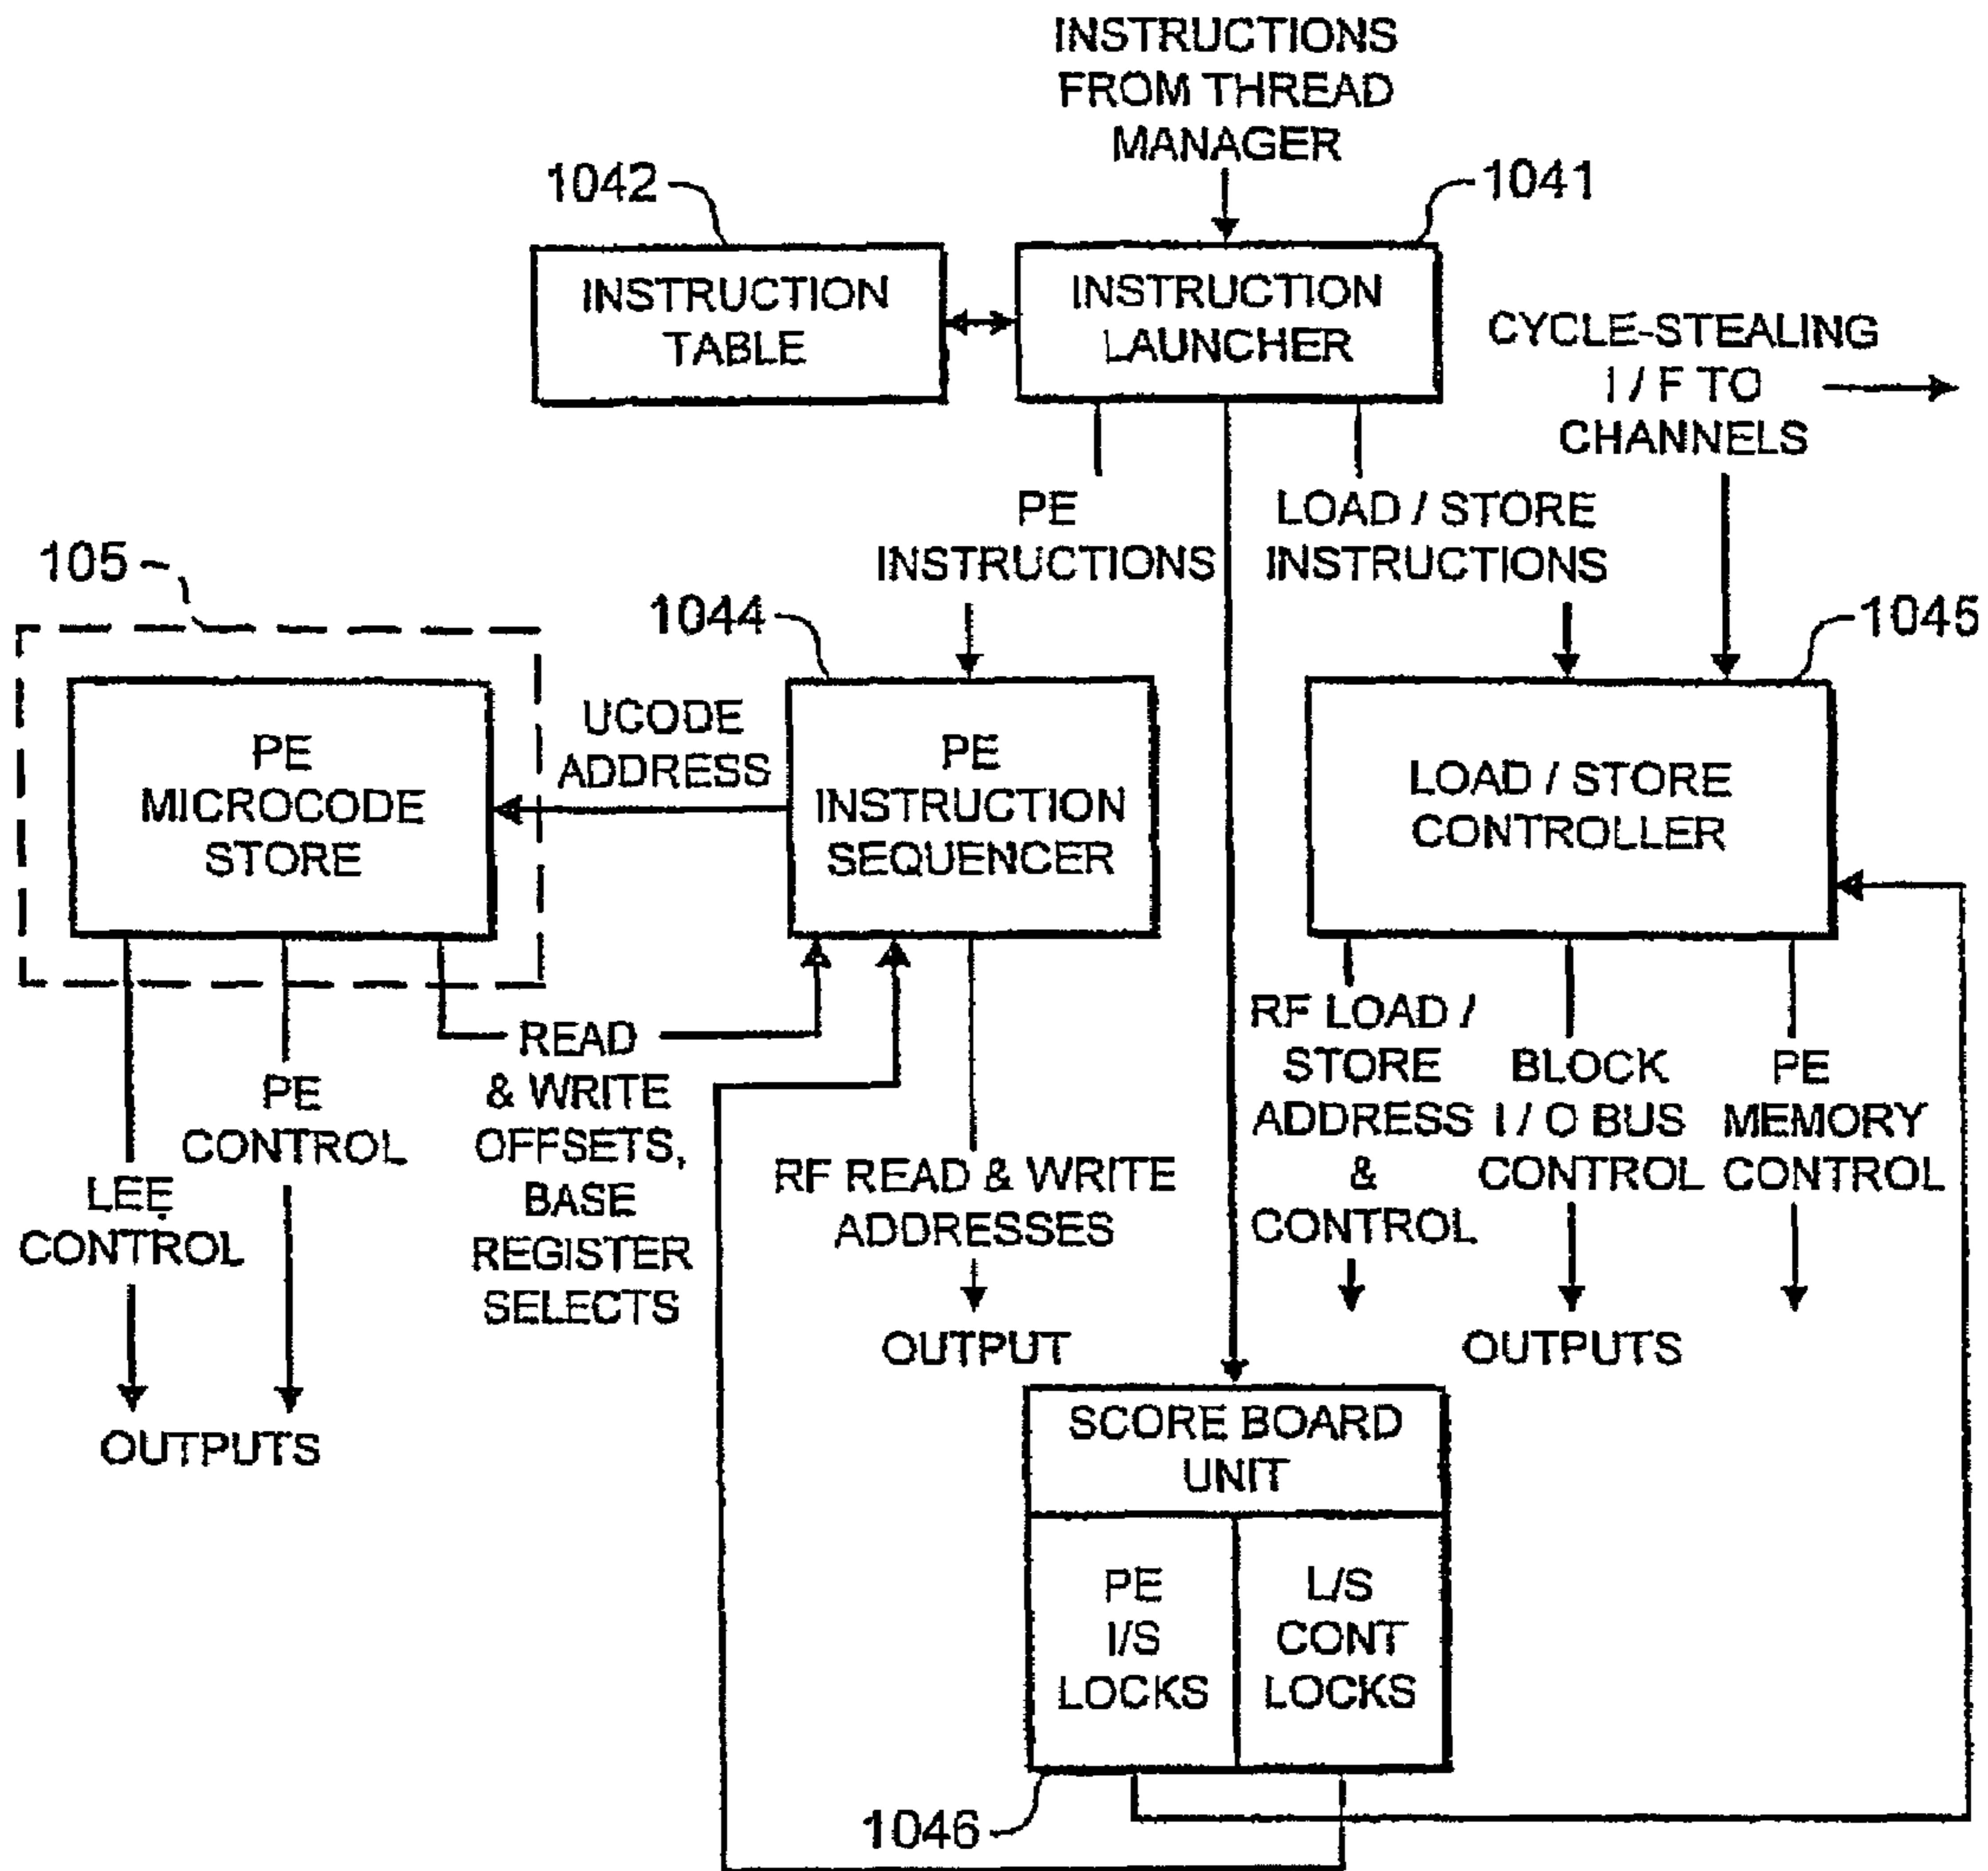 INSTRUCTIONS
FROM THREAD
MANAGER
1042
1041
INSTRUCTION
TABLE
INSTRUCTION
LAUNCHER
CYCLE-STEALING
I / F TO
CHANNELS
PE
INSTRUCTIONS
LOAD / STORE
INSTRUCTIONS
105
1044
1045
PE
MICROCODE
STORE
UCODE
ADDRESS
PE
INSTRUCTION
SEQUENCER
LOAD / STORE
CONTROLLER
LEE
CONTROL
PE
CONTROL
READ
& WRITE
OFFSETS,
BASE
REGISTER
SELECTS
RF READ & WRITE
ADDRESSES
RF LOAD /
STORE
ADDRESS
&
CONTROL
BLOCK
I / O BUS
CONTROL
PE
MEMORY
CONTROL
OUTPUTS
OUTPUT
OUTPUTS
SCORE BOARD
UNIT
PE
I/S
LOCKS
L/S
CONT
LOCKS
1046